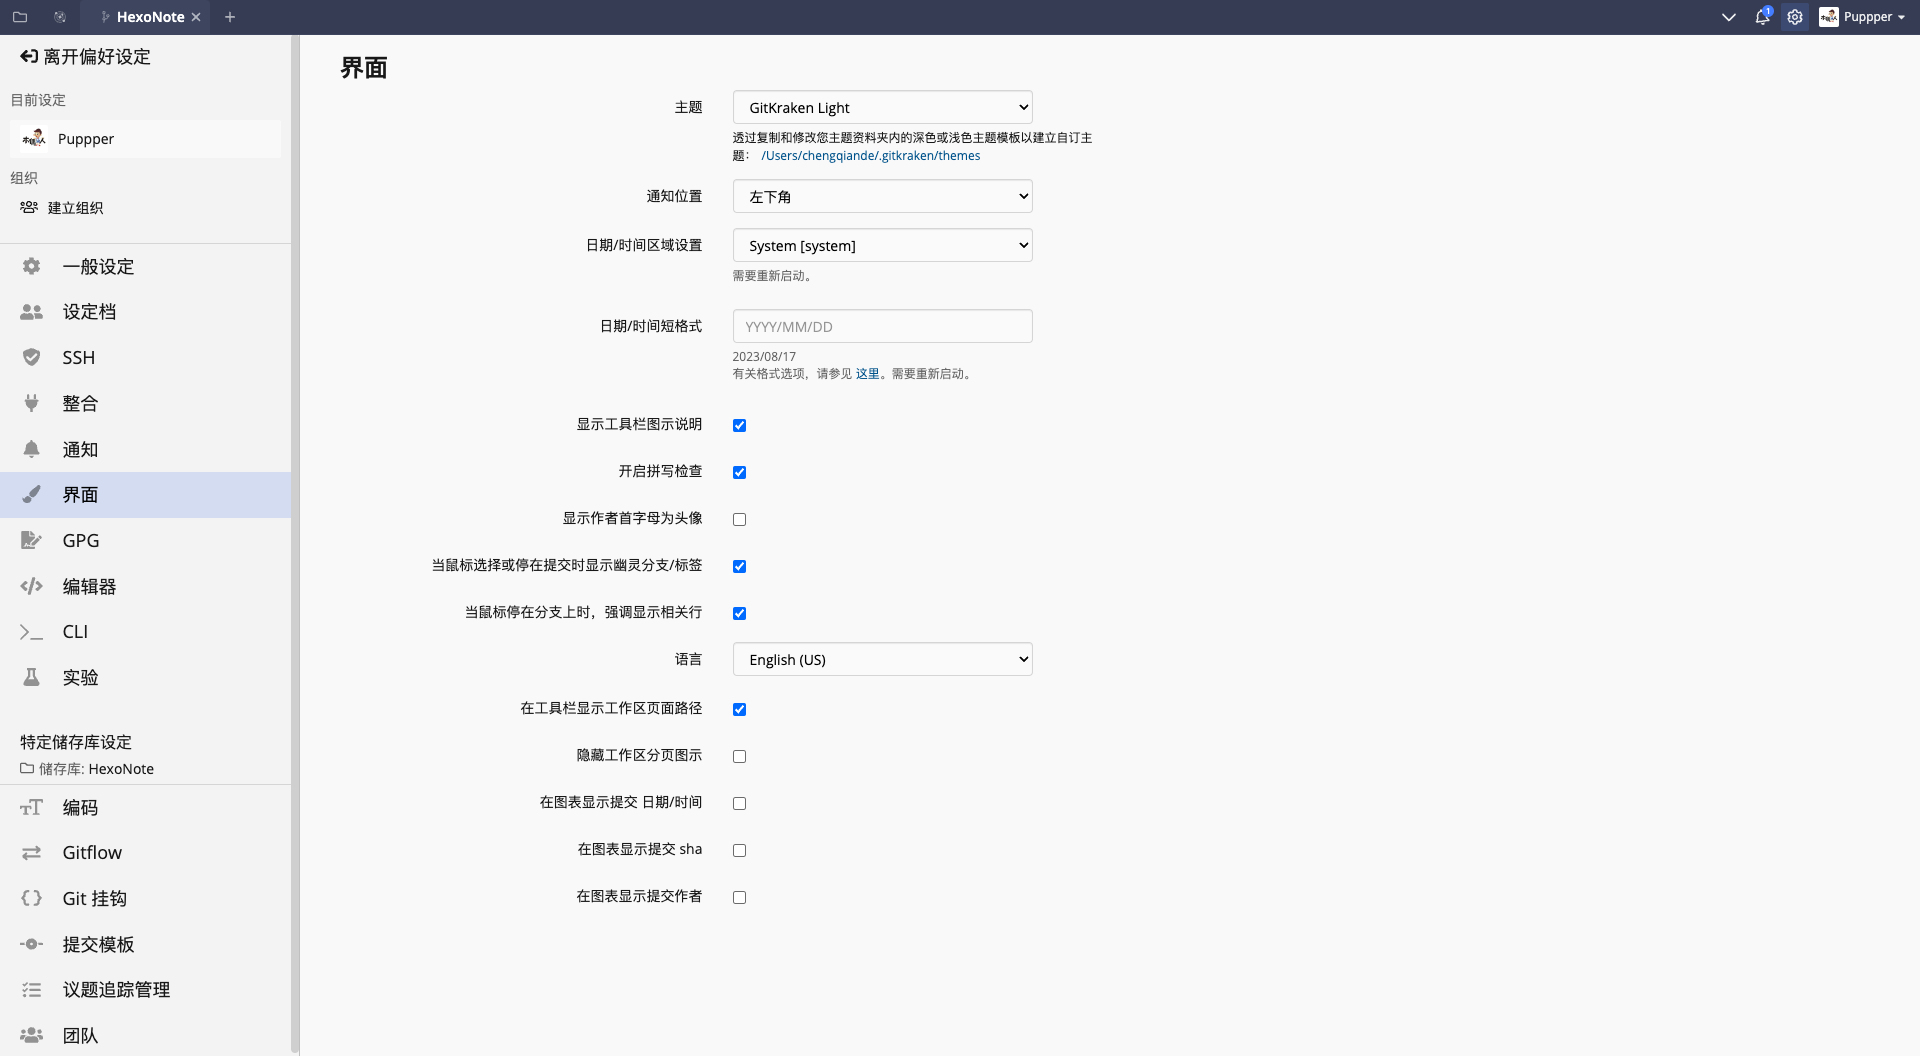 HexoNote
1
Puppper
离开偏好设定
目前设定
Puppper
组织
建立组织
一般设定
设定档
SSH
整合
通知
界面
GPG
编辑器
CLI
实验
特定储存库设定
储存库: HexoNote
编码
Gitflow
Git 挂钩
提交模板
议题追踪管理
团队
界面
主题
GitKraken Light
透过复制和修改您主题资料夹内的深色或浅色主题模板以建立自订主
题： /Users/chengqiande/.gitkraken/themes
通知位置
左下角
日期/时间区域设置
System [system]
需要重新启动。
日期/时间短格式
YYYY/MM/DD
2023/08/17
有关格式选项，请参见 这里。需要重新启动。
显示工具栏图示说明
开启拼写检查
显示作者首字母为头像
当鼠标选择或停在提交时显示幽灵分支/标签
当鼠标停在分支上时，强调显示相关行
语言
English (US)
在工具栏显示工作区页面路径
隐藏工作区分页图示
在图表显示提交 日期/时间
在图表显示提交 sha
在图表显示提交作者